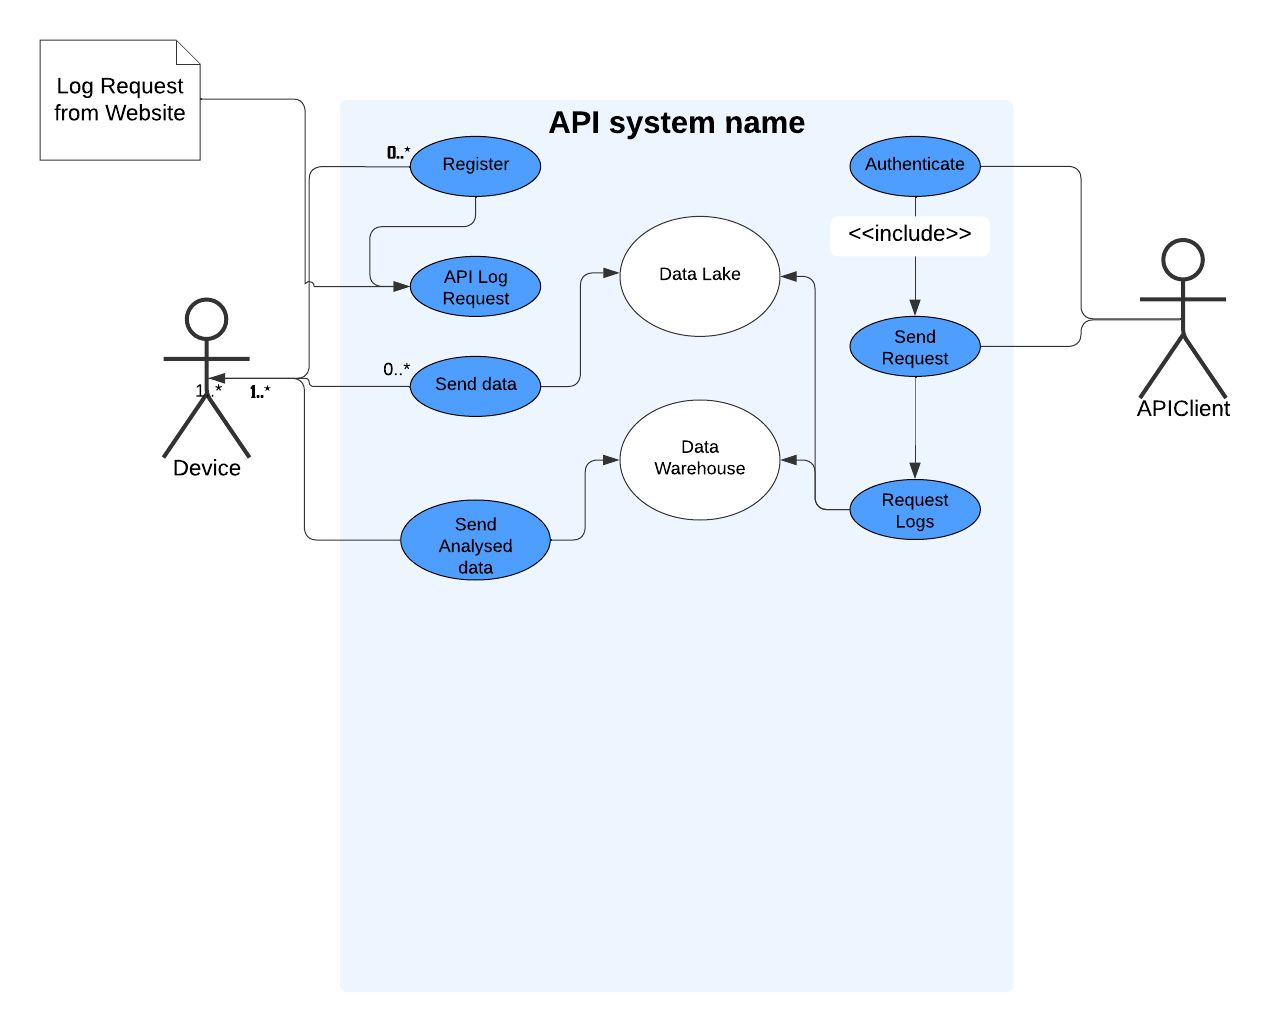 Log Request
from Website
API system name
0..*
Register
Authenticate
<<include>>
API Log
Request
Data Lake
Send
Request
0..*
Send data
1..*
1..*
Device
APIClient
Data
Warehouse
Request
Logs
Send
Analysed
data